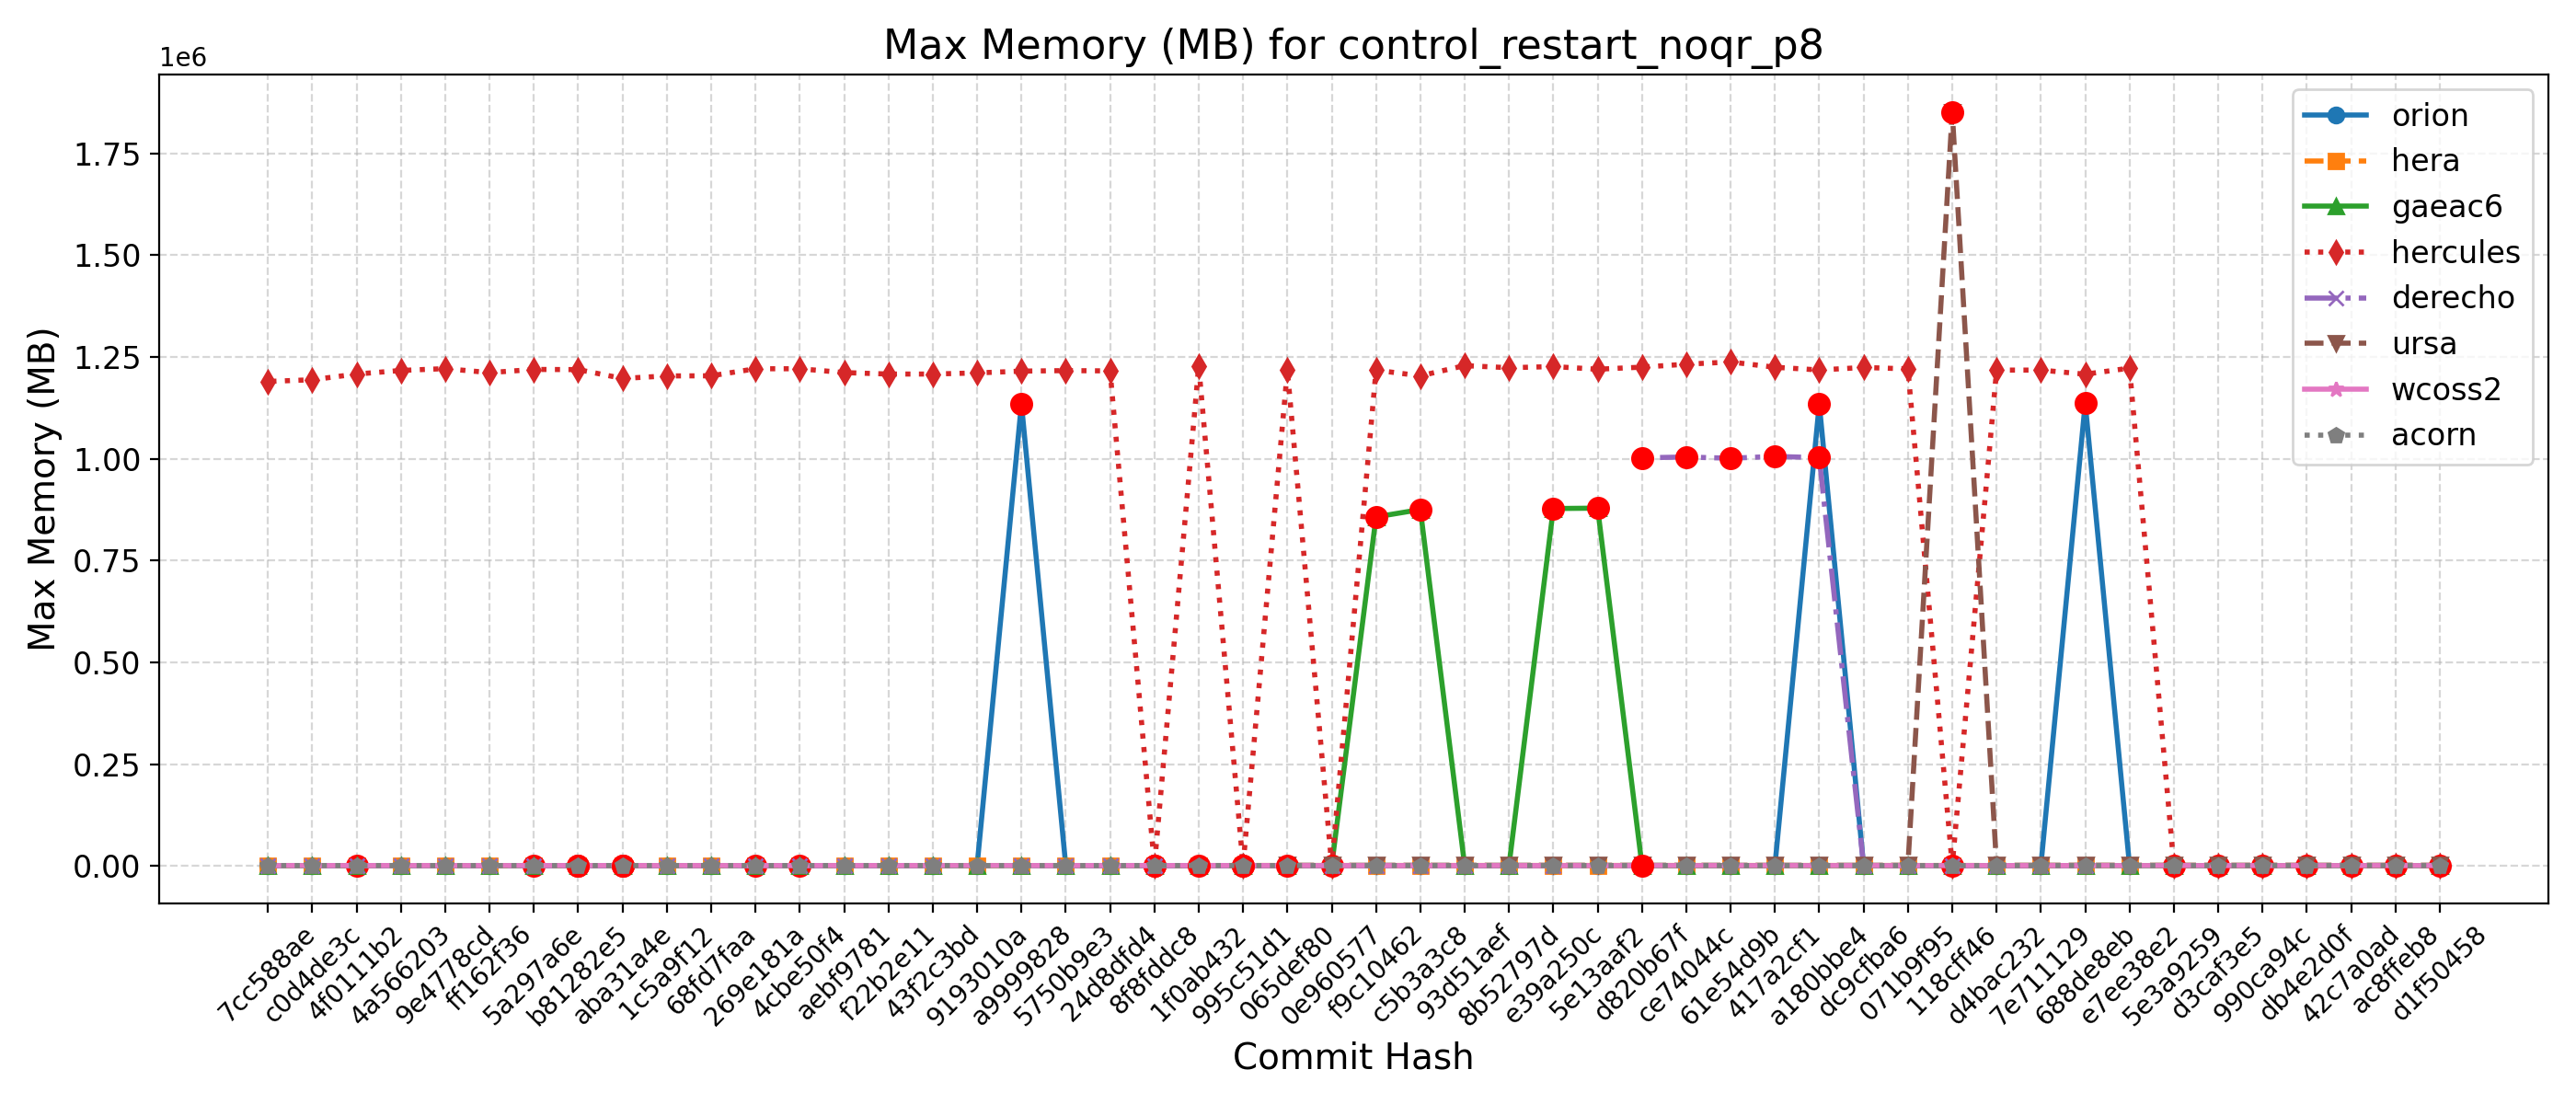 Max Memory (MB) for control_restart_noqr_p8
1e6
1.75
1.50
1.25
1.00
0.75
0.50
0.25
0.00
Max Memory (MB)
orion
hera
gaeac6
hercules
derecho
ursa
wcoss2
acorn
7cc588ae
c0d4de3c
4f0111b2
4a566203
9e4778cd
ff162f36
5a297a6e
b81282e5
aba31a4e
1c5a9f12
68fd7faa
269e181a
4cbe50f4
aebf9781
f22b2e11
43f2c3bd
9193010a
a9999828
5750b9e3
24d8dfd4
8f8fddc8
1f0ab432
995c51d1
065def80
0e960577
f9c10462
c5b3a3c8
93d51aef
8b52797d
e39a250c
5e13aaf2
d820b67f
ce74044c
61e54d9b
417a2cf1
a180bbe4
dc9cfba6
071b9f95
118cff46
d4bac232
7e711129
688de8eb
e7ee38e2
5e3a9259
d3caf3e5
990ca94c
db4e2d0f
42c7a0ad
ac8ffeb8
d1f50458
Commit Hash